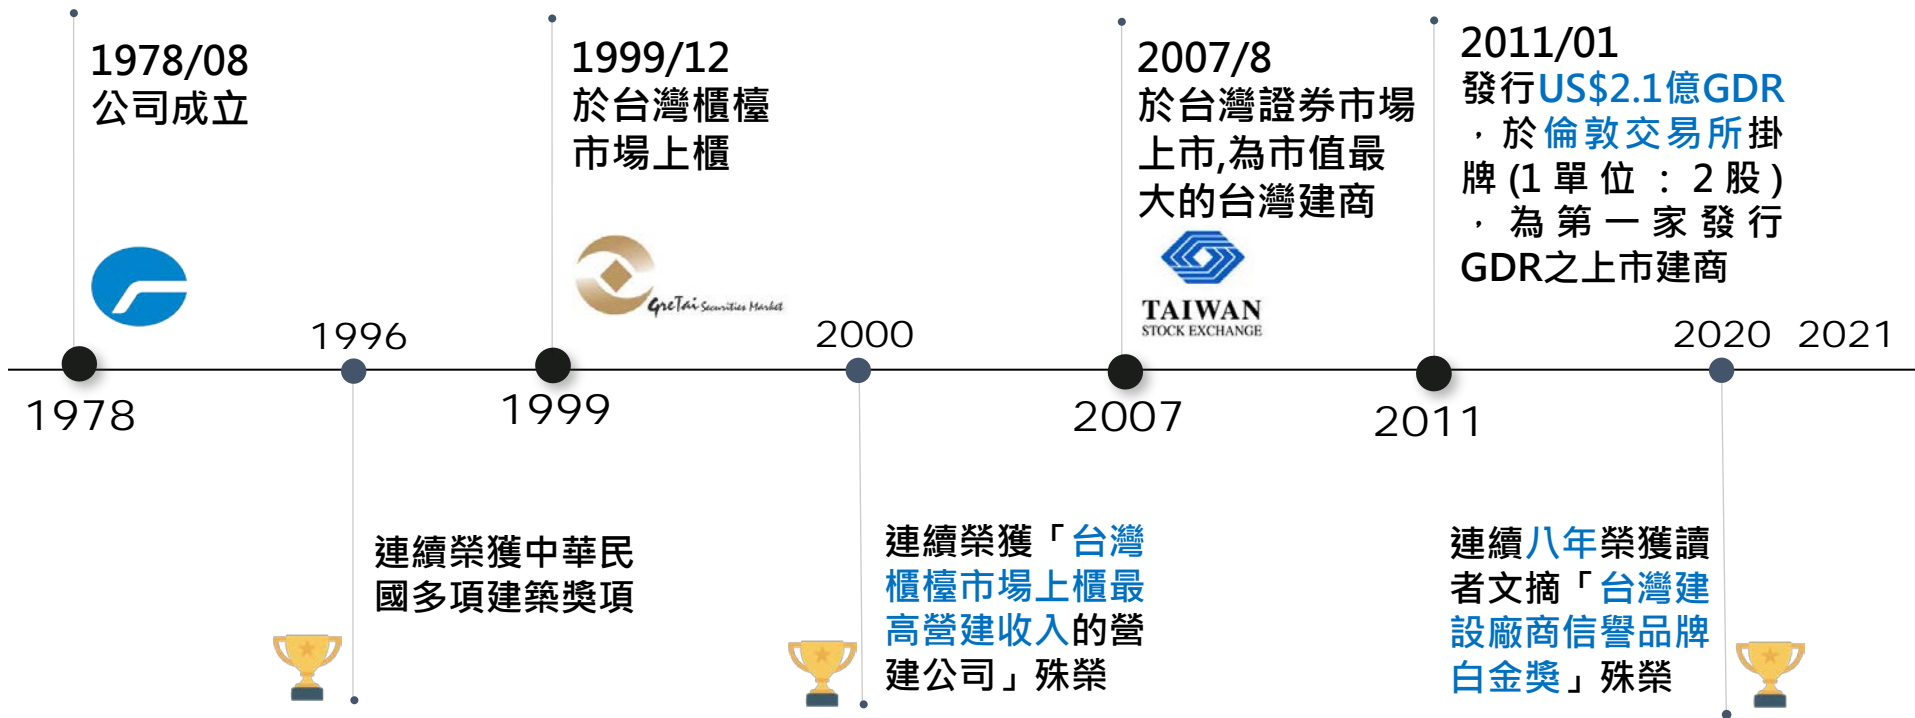 1978/08
公司成立
1999/12
於台灣櫃檯
市場上櫃
GreTai Securities Market
2007/8
於台灣證券市場
上市,為市值最
大的台灣建商
TAIWAN
STOCK EXCHANGE
2011/01
發行US$2.1億GDR
，於倫敦交易所掛
牌(1單位：2股)
，為第一家發行
GDR之上市建商
1996
2000
2020 2021
1978
1999
2007
2011
連續榮獲中華民
國多項建築獎項
連續榮獲「台灣
櫃檯市場上櫃最
高營建收入的營
建公司」殊榮
連續八年榮獲讀
者文摘「台灣建
設廠商信譽品牌
白金獎」殊榮